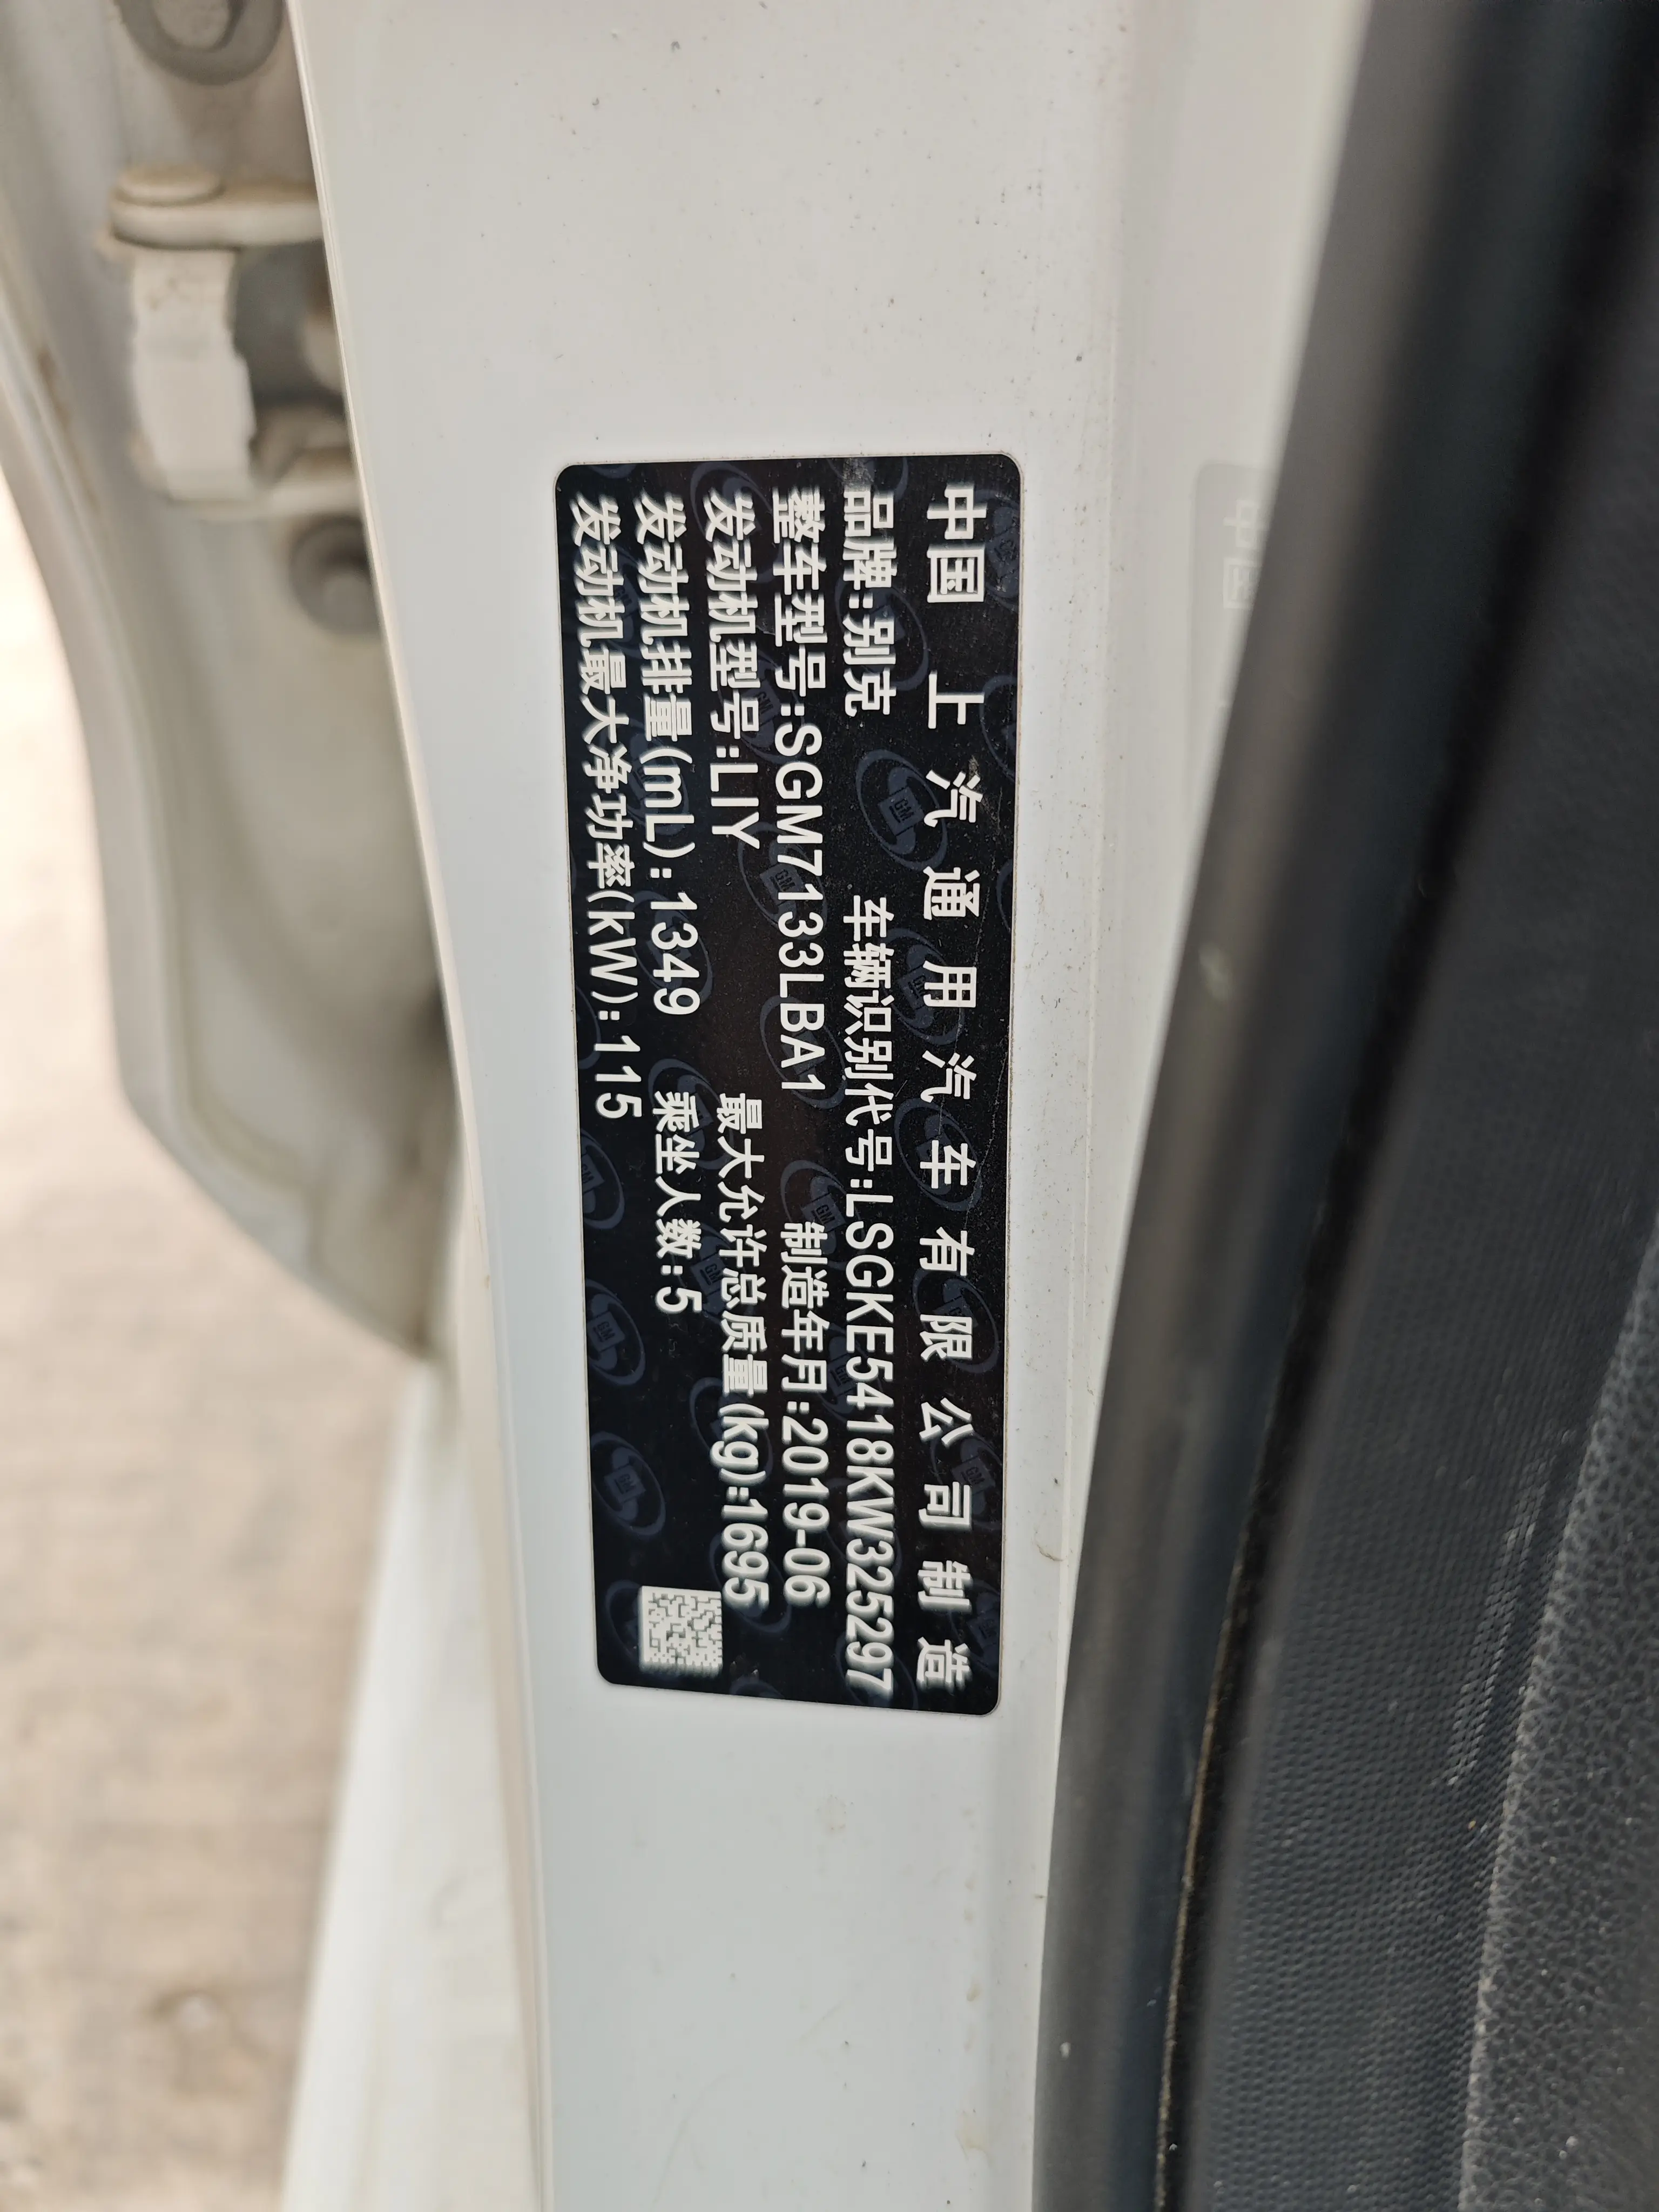 中国 上汽通用汽车有限公司制造
品牌:别克 车辆识别代号:LSGKE5418KW325297
整车型号:SGM7133LBA1 制造年月:2019-06
发动机型号:LIY 最大允许总质量(kg):1695
发动机排量(mL):1349 乘坐人数:5
发动机最大净功率(kW):115